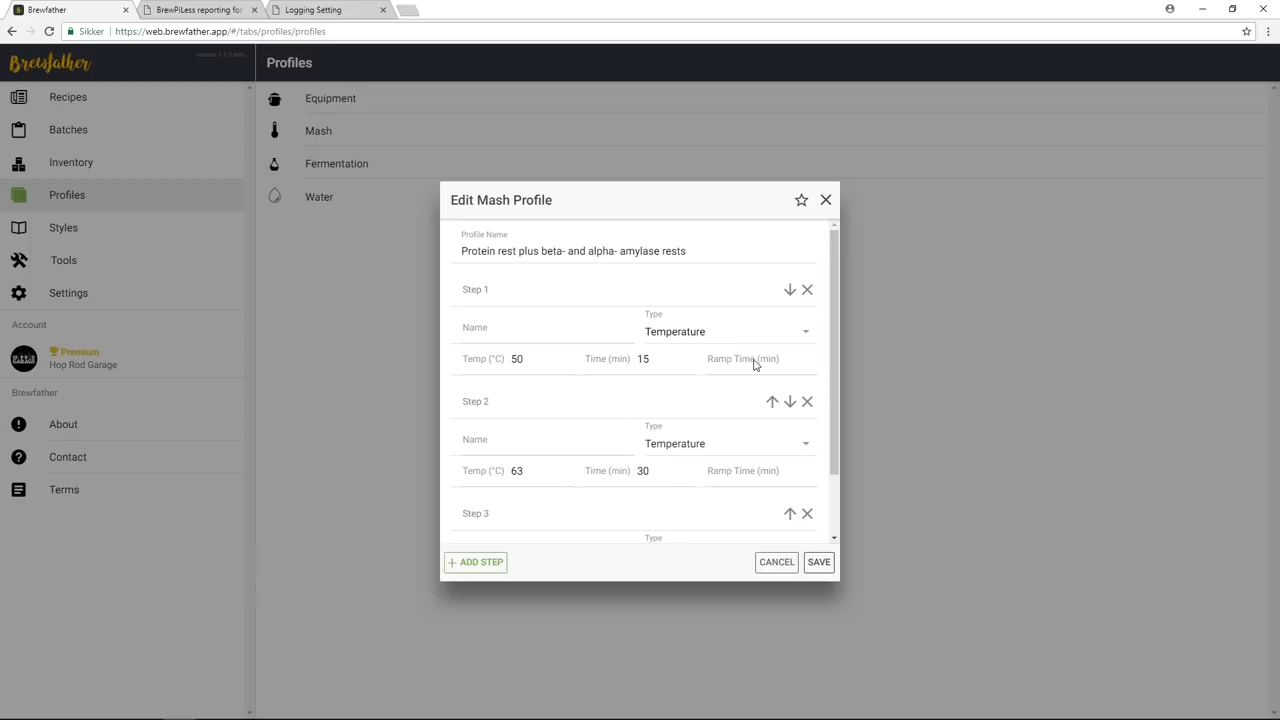 Brewfather
BrewPiLess reporting for
Logging Setting
Sikker
https://web.brewfather.app/#/tabs/profiles/profiles
Brewfather
Profiles
Recipes
Batches
Inventory
Profiles
Styles
Tools
Settings
Account
Premium
Hop Rod Garage
Brewfather
About
Contact
Terms
Equipment
Mash
Fermentation
Water
Edit Mash Profile
Profile Name
Protein rest plus beta- and alpha- amylase rests
Step 1
Name
Type
Temperature
Temp (°C) 50 Time (min) 15 Ramp Time (min)
Step 2
Name
Type
Temperature
Temp (°C) 63 Time (min) 30 Ramp Time (min)
Step 3
Type
+ ADD STEP
CANCEL
SAVE